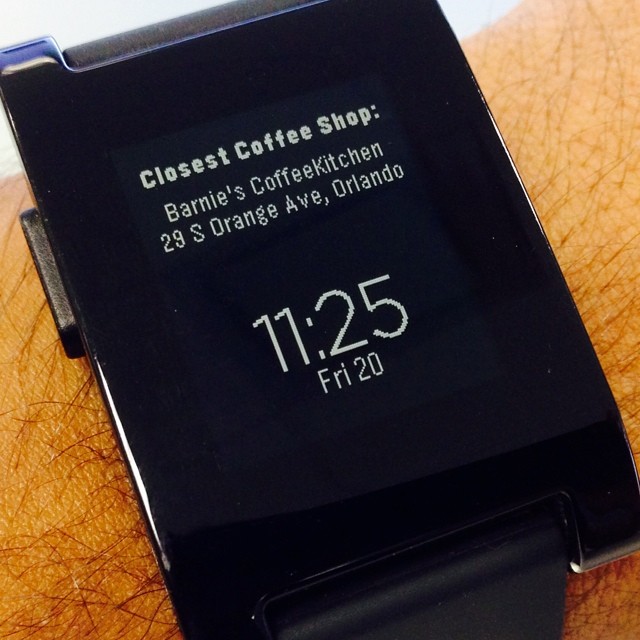 Closest Coffee Shop:
Barnie's CoffeeKitchen
29 S Orange Ave, Orlando
11:25
Fri 20